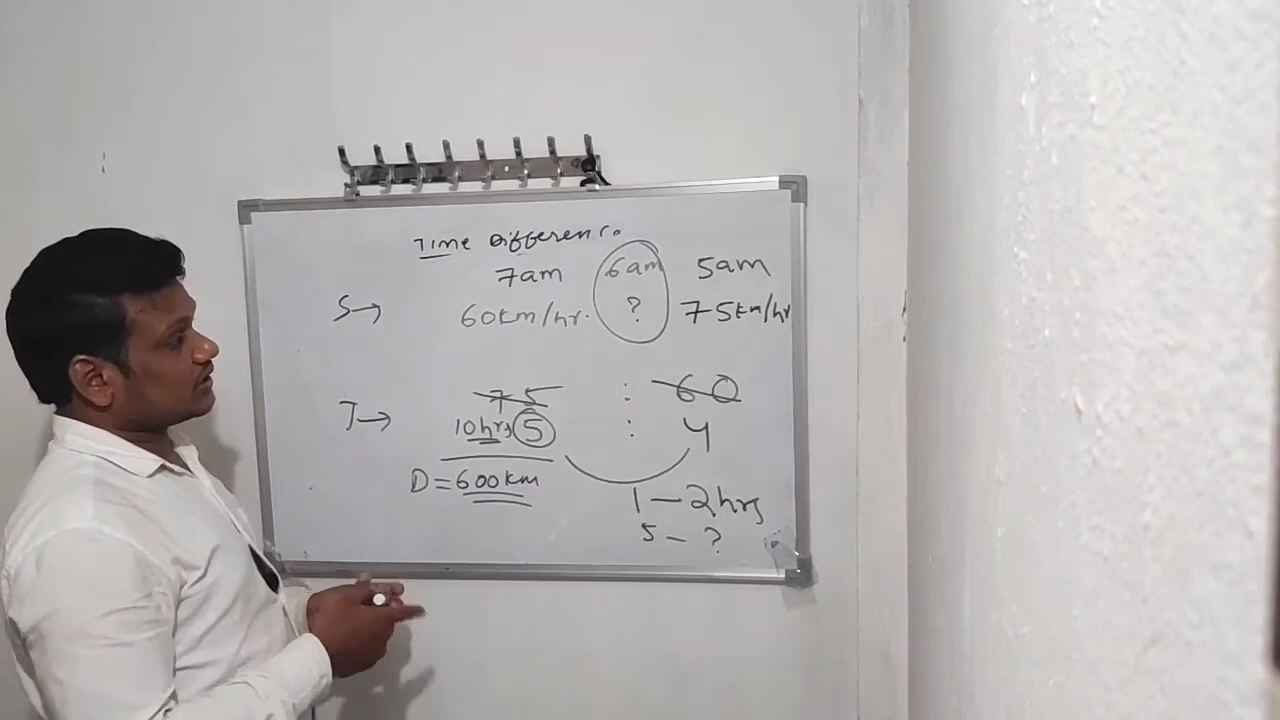 Time Difference
7am 6am 5am
S→ 60km/hr. ? 75km/hr
T→ 75 : 60
10hrs 5 : 4
D=600km
1 — 2hrs
5 — ?